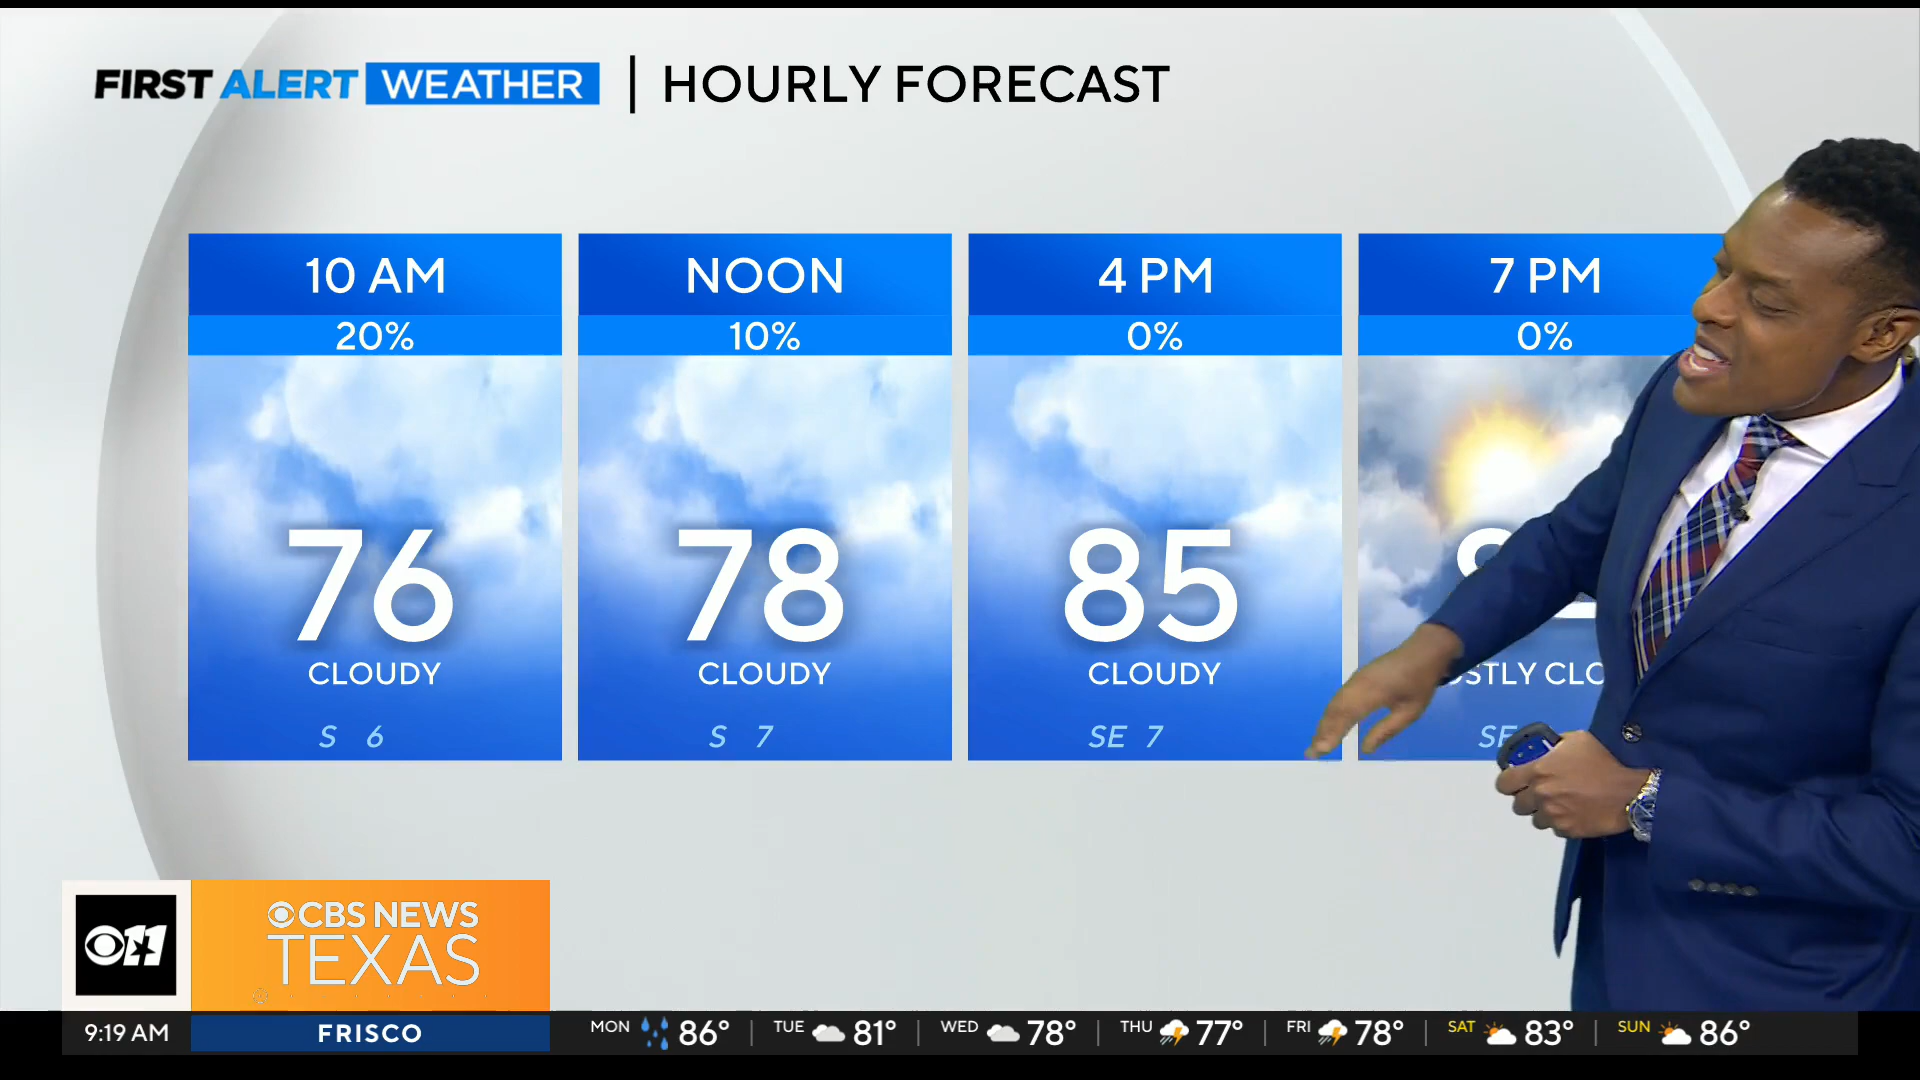 FIRST ALERT WEATHER | HOURLY FORECAST
10 AM
20%
76
CLOUDY
S 6
NOON
10%
78
CLOUDY
S 7
4 PM
0%
85
CLOUDY
SE 7
7 PM
0%
CBS NEWS
TEXAS
11
9:19 AM
FRISCO
MON 86°
TUE 81°
WED 78°
THU 77°
FRI 78°
SAT 83°
SUN 86°